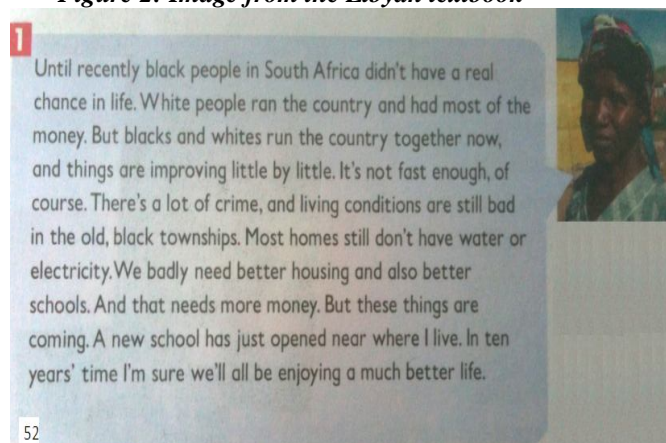 Figure 2: Image from the Libyan textbook
1
Until recently black people in South Africa didn't have a real
chance in life. White people ran the country and had most of the
money. But blacks and whites run the country together now,
and things are improving little by little. It's not fast enough, of
course. There's a lot of crime, and living conditions are still bad
in the old, black townships. Most homes still don't have water or
electricity. We badly need better housing and also better
schools. And that needs more money. But these things are
coming. A new school has just opened near where I live. In ten
years' time I'm sure we'll all be enjoying a much better life.
52